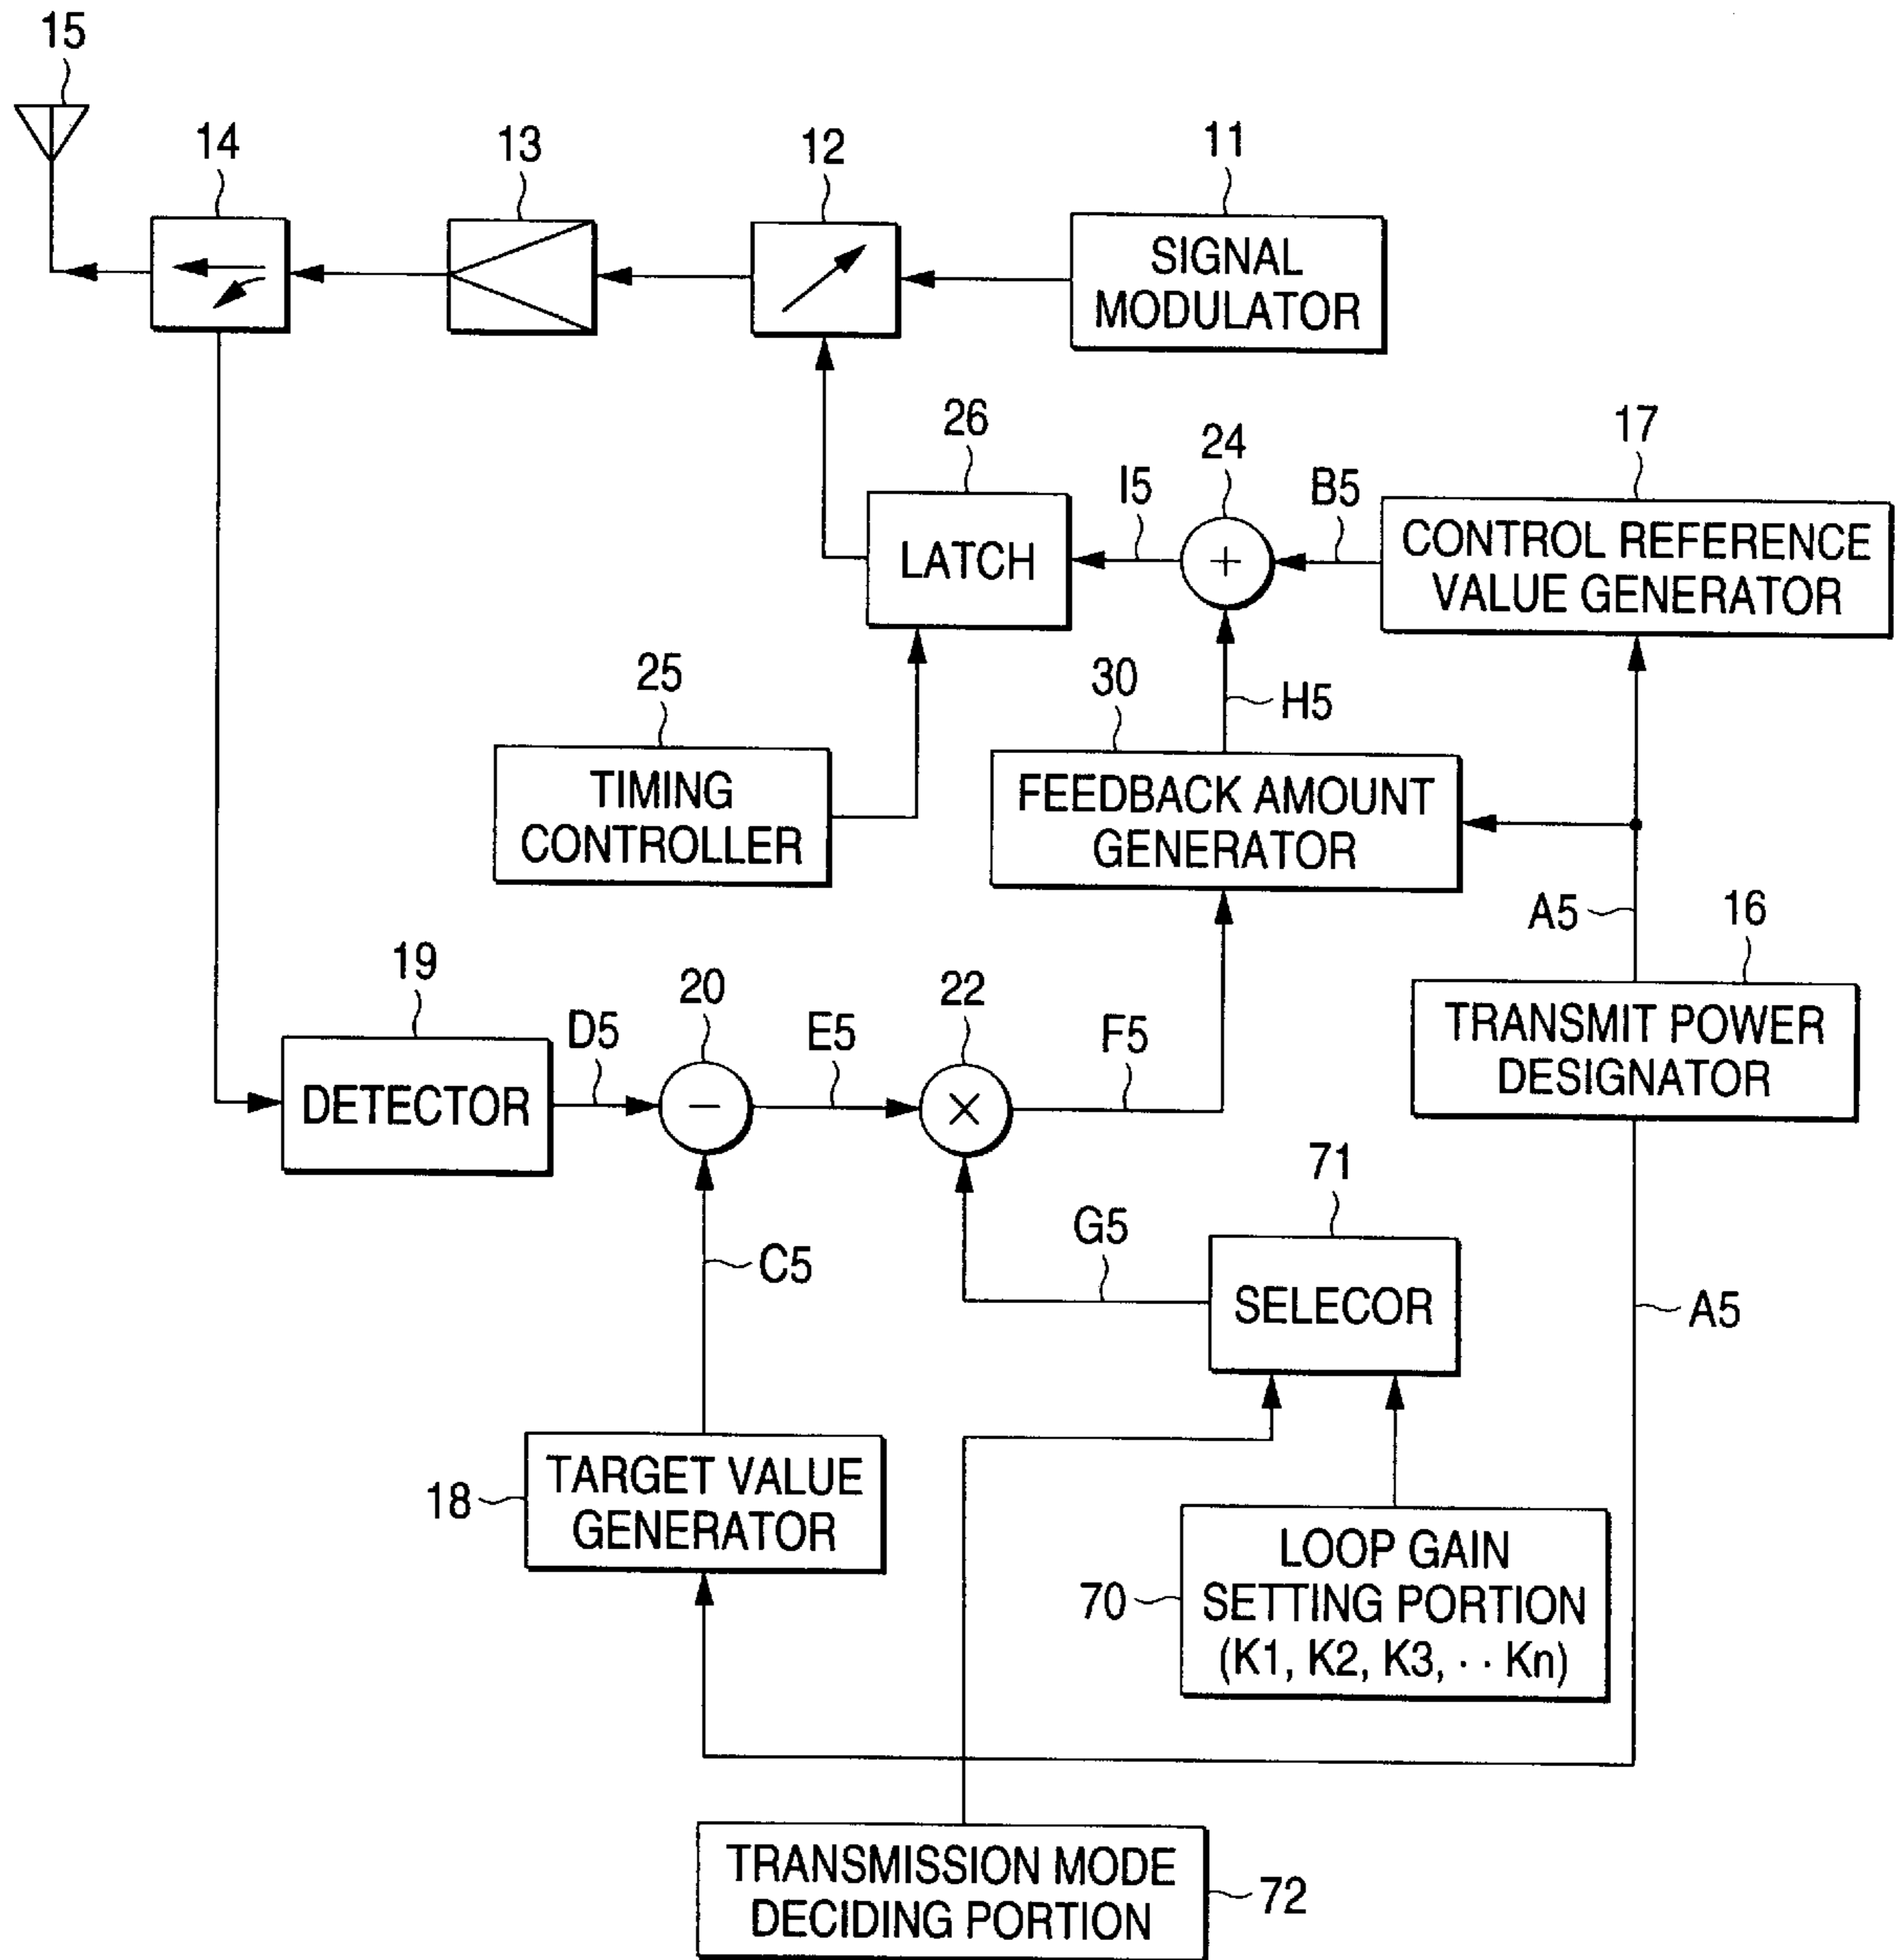 15
14
13
12
11
SIGNAL
MODULATOR
26
24
17
I5
B5
LATCH
+
CONTROL REFERENCE
VALUE GENERATOR
25
30
H5
TIMING
CONTROLLER
FEEDBACK AMOUNT
GENERATOR
A5
16
19
20
22
D5
E5
F5
TRANSMIT POWER
DESIGNATOR
DETECTOR
−
×
71
G5
C5
SELECOR
A5
18
TARGET VALUE
GENERATOR
70
LOOP GAIN
SETTING PORTION
(K1, K2, K3, · · Kn)
TRANSMISSION MODE
DECIDING PORTION
72